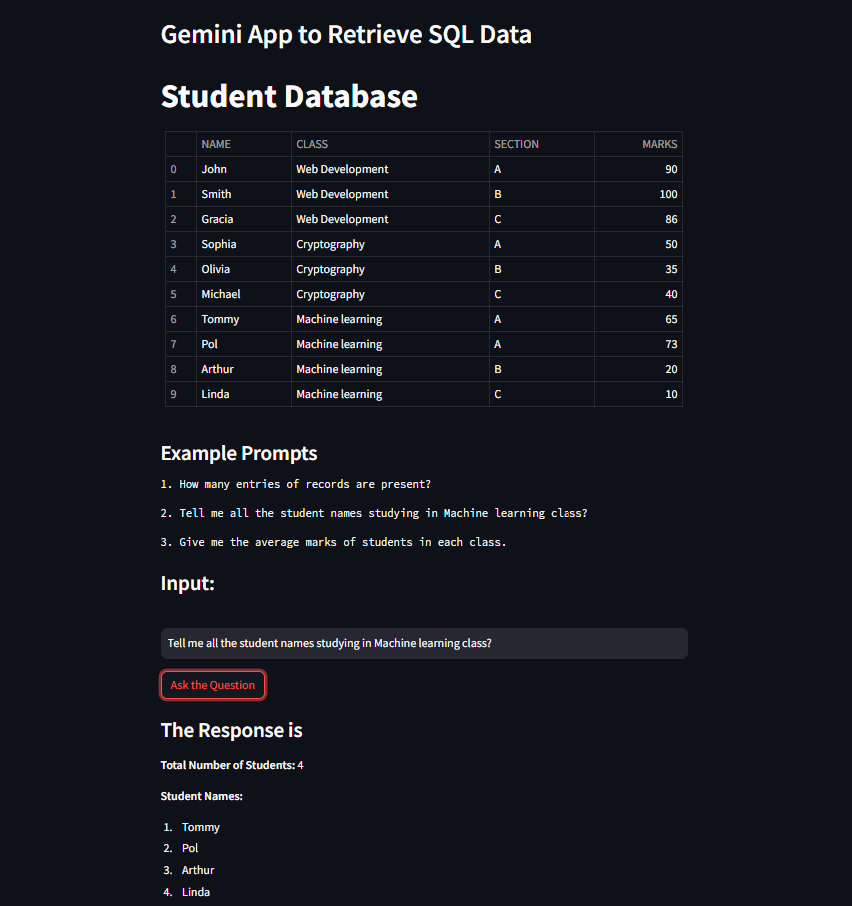 Gemini App to Retrieve SQL Data
Student Database
NAME CLASS SECTION MARKS
0 John Web Development A 90
1 Smith Web Development B 100
2 Gracia Web Development C 86
3 Sophia Cryptography A 50
4 Olivia Cryptography B 35
5 Michael Cryptography C 40
6 Tommy Machine learning A 65
7 Pol Machine learning A 73
8 Arthur Machine learning B 20
9 Linda Machine learning C 10
Example Prompts
1. How many entries of records are present?
2. Tell me all the student names studying in Machine learning class?
3. Give me the average marks of students in each class.
Input:
Tell me all the student names studying in Machine learning class?
Ask the Question
The Response is
Total Number of Students: 4
Student Names:
1. Tommy
2. Pol
3. Arthur
4. Linda